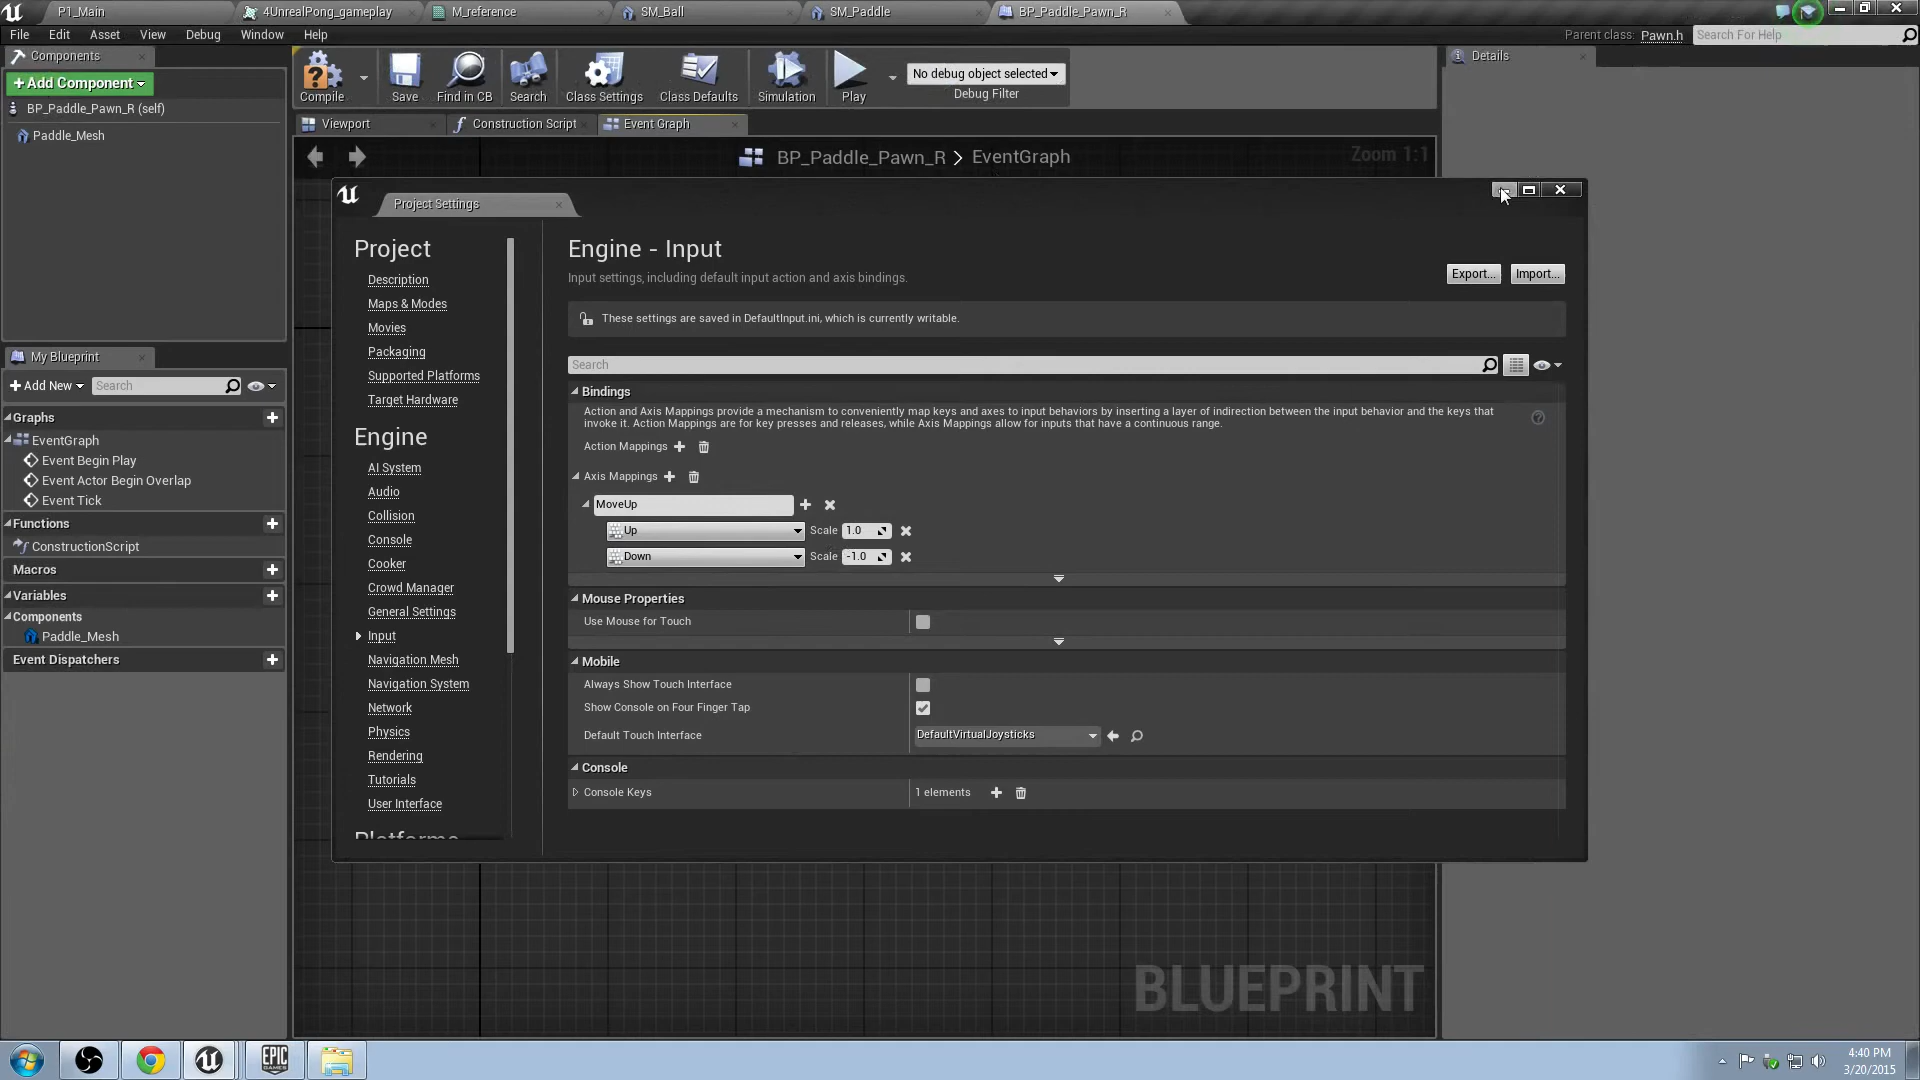 P1_Main
4UnrealPong_gameplay
M_reference
SM_Ball
SM_Paddle
BP_Paddle_Pawn_R
File Edit Asset View Debug Window Help
Parent class: Pawn.h
Search For Help
Components
+Add Component
BP_Paddle_Pawn_R (self)
Paddle_Mesh
Compile
Save
Find in CB
Search
Class Settings
Class Defaults
Simulation
Play
No debug object selected
Debug Filter
Details
Viewport
Construction Script
Event Graph
BP_Paddle_Pawn_R > EventGraph
Zoom 1:1
My Blueprint
+Add New
Search
Graphs
EventGraph
Event Begin Play
Event Actor Begin Overlap
Event Tick
Functions
ConstructionScript
Macros
Variables
Components
Paddle_Mesh
Event Dispatchers
Project Settings
Project
Description
Maps & Modes
Movies
Packaging
Supported Platforms
Target Hardware
Engine
AI System
Audio
Collision
Console
Cooker
Crowd Manager
General Settings
Input
Navigation Mesh
Navigation System
Network
Physics
Rendering
Tutorials
User Interface
Platforms
Engine - Input
Input settings, including default input action and axis bindings.
Export...
Import...
These settings are saved in DefaultInput.ini, which is currently writable.
Search
Bindings
Action and Axis Mappings provide a mechanism to conveniently map keys and axes to input behaviors by inserting a layer of indirection between the input behavior and the keys that
invoke it. Action Mappings are for key presses and releases, while Axis Mappings allow for inputs that have a continuous range.
Action Mappings
Axis Mappings
MoveUp
Up Scale 1.0
Down Scale -1.0
Mouse Properties
Use Mouse for Touch
Mobile
Always Show Touch Interface
Show Console on Four Finger Tap
Default Touch Interface DefaultVirtualJoysticks
Console
Console Keys 1 elements
BLUEPRINT
EPIC
GAMES
4:40 PM
3/20/2015